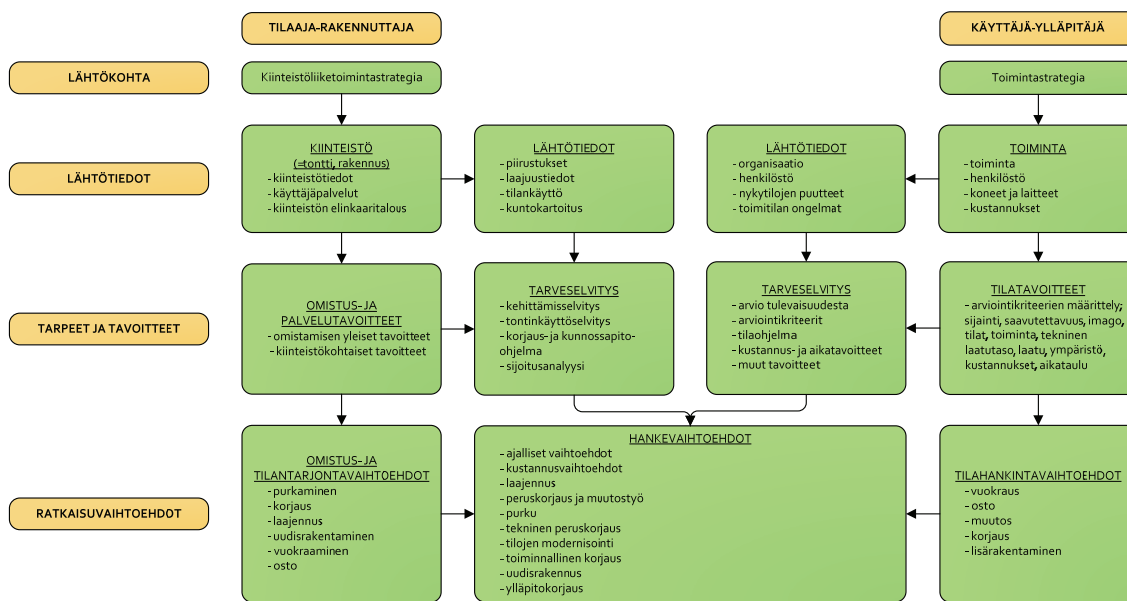 TILAAJA-RAKENNUTTAJA
KÄYTTÄJÄ-YLLÄPITÄJÄ
LÄHTÖKOHTA
Kiinteistöliiketoimintastrategia
Toimintastrategia
LÄHTÖTIEDOT
KIINTEISTÖ
(=tontti, rakennus)
- kiinteistötiedot
- käyttäjäpalvelut
- kiinteistön elinkaaritalous
LÄHTÖTIEDOT
- piirustukset
- laajuustiedot
- tilankäyttö
- kuntokartoitus
LÄHTÖTIEDOT
- organisaatio
- henkilöstö
- nykytilojen puutteet
- toimitilan ongelmat
TOIMINTA
- toiminta
- henkilöstö
- koneet ja laitteet
- kustannukset
TARPEET JA TAVOITTEET
OMISTUS- JA
PALVELUTAVOITTEET
- omistamisen yleiset tavoitteet
- kiinteistökohtaiset tavoitteet
TARVESELVITYS
- kehittämisselvitys
- tontinkäyttöselvitys
- korjaus- ja kunnossapito-
ohjelma
- sijoitusanalyysi
TARVESELVITYS
- arvio tulevaisuudesta
- arviointikriteerit
- tilaohjelma
- kustannus- ja aikatavoitteet
- muut tavoitteet
TILATAVOITTEET
- arviointikriteerien määrittely;
sijainti, saavutettavuus, imago,
tilat, toiminta, tekninen
laatutaso, laatu, ympäristö,
kustannukset, aikataulu
RATKAISUVAIHTOEHDOT
OMISTUS- JA
TILANTARJONTAVAIHTOEHDOT
- purkaminen
- korjaus
- laajennus
- uudisrakentaminen
- vuokraaminen
- osto
HANKEVAIHTOEHDOT
- ajalliset vaihtoehdot
- kustannusvaihtoehdot
- laajennus
- peruskorjaus ja muutostyö
- purku
- tekninen peruskorjaus
- tilojen modernisointi
- toiminnallinen korjaus
- uudisrakennus
- ylläpitokorjaus
TILAHANKINTAVAIHTOEHDOT
- vuokraus
- osto
- muutos
- korjaus
- lisärakentaminen